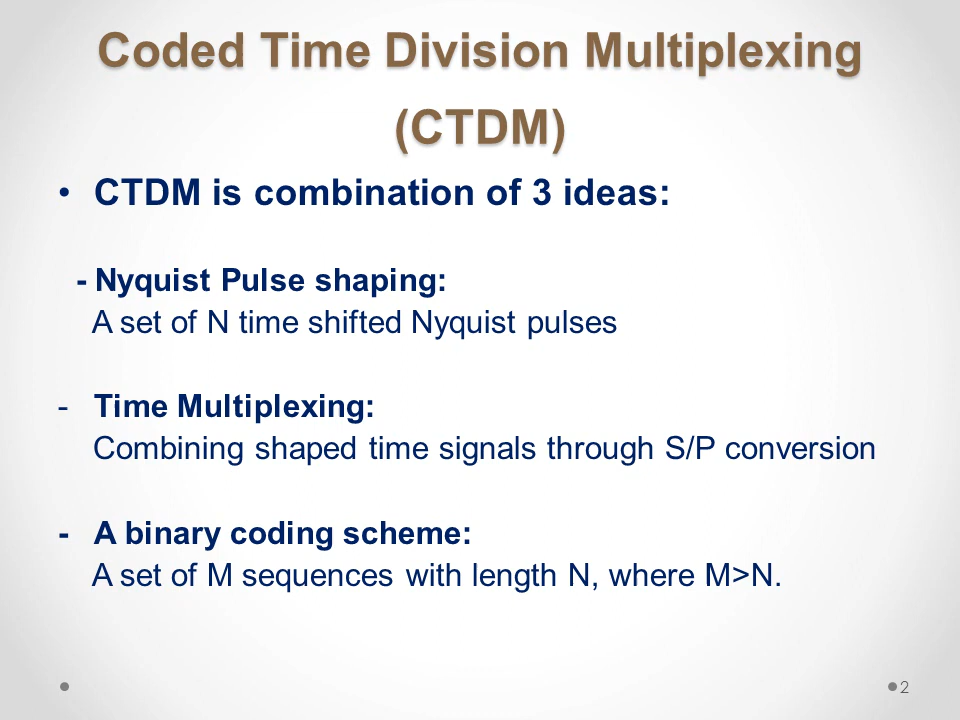 Coded Time Division Multiplexing
(CTDM)
• CTDM is combination of 3 ideas:
- Nyquist Pulse shaping:
A set of N time shifted Nyquist pulses
- Time Multiplexing:
Combining shaped time signals through S/P conversion
- A binary coding scheme:
A set of M sequences with length N, where M>N.
2